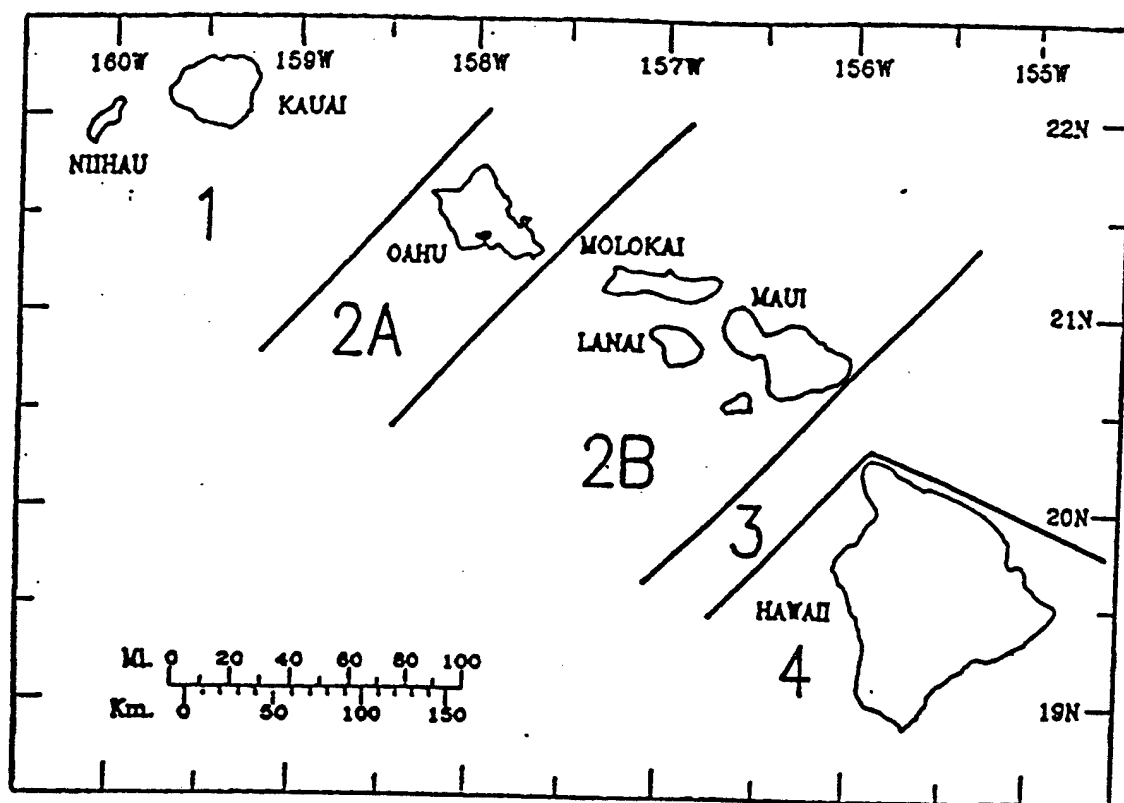 160W 159W 158W 157W 156W 155W
KAUAI
22N
NIIHAU
1
OAHU
MOLOKAI
2A
MAUI
21N
LANAI
2B
3
20N
HAWAII
4
MI. 0 20 40 60 80 100
Km. 0 50 100 150
19N